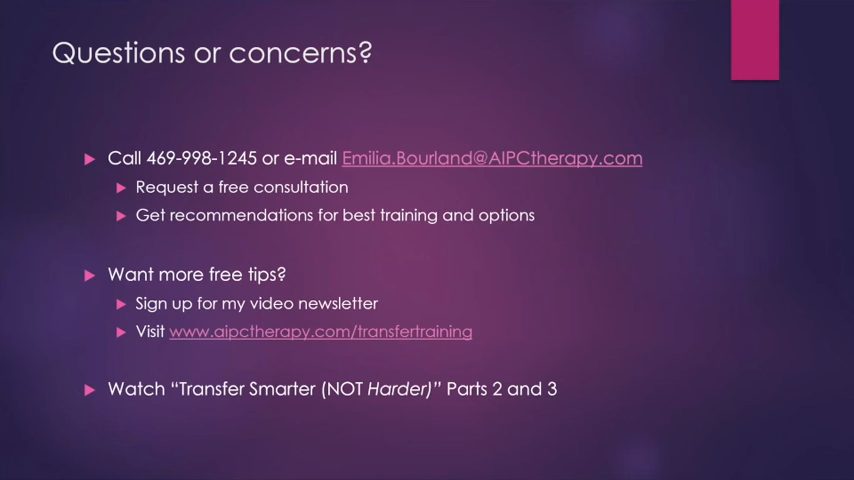 Questions or concerns?
Call 469-998-1245 or e-mail Emilia.Bourland@AIPCtherapy.com
Request a free consultation
Get recommendations for best training and options
Want more free tips?
Sign up for my video newsletter
Visit www.aipctherapy.com/transfertraining
Watch “Transfer Smarter (NOT Harder)” Parts 2 and 3